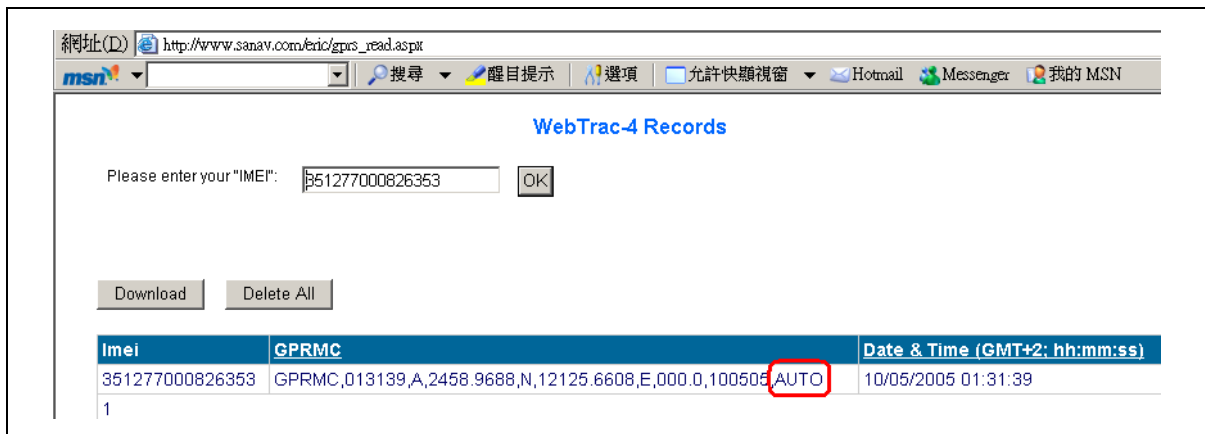 網址(D) http://www.sanav.com/eric/gprs_read.aspx
msn 搜尋 醒目提示 選項 允許快顯視窗 Hotmail Messenger 我的 MSN
WebTrac-4 Records
Please enter your "IMEI": 351277000826353 OK
Download Delete All
Imei GPRMC Date & Time (GMT+2; hh:mm:ss)
351277000826353 GPRMC,013139,A,2458.9688,N,12125.6608,E,000.0,100505,AUTO 10/05/2005 01:31:39
1